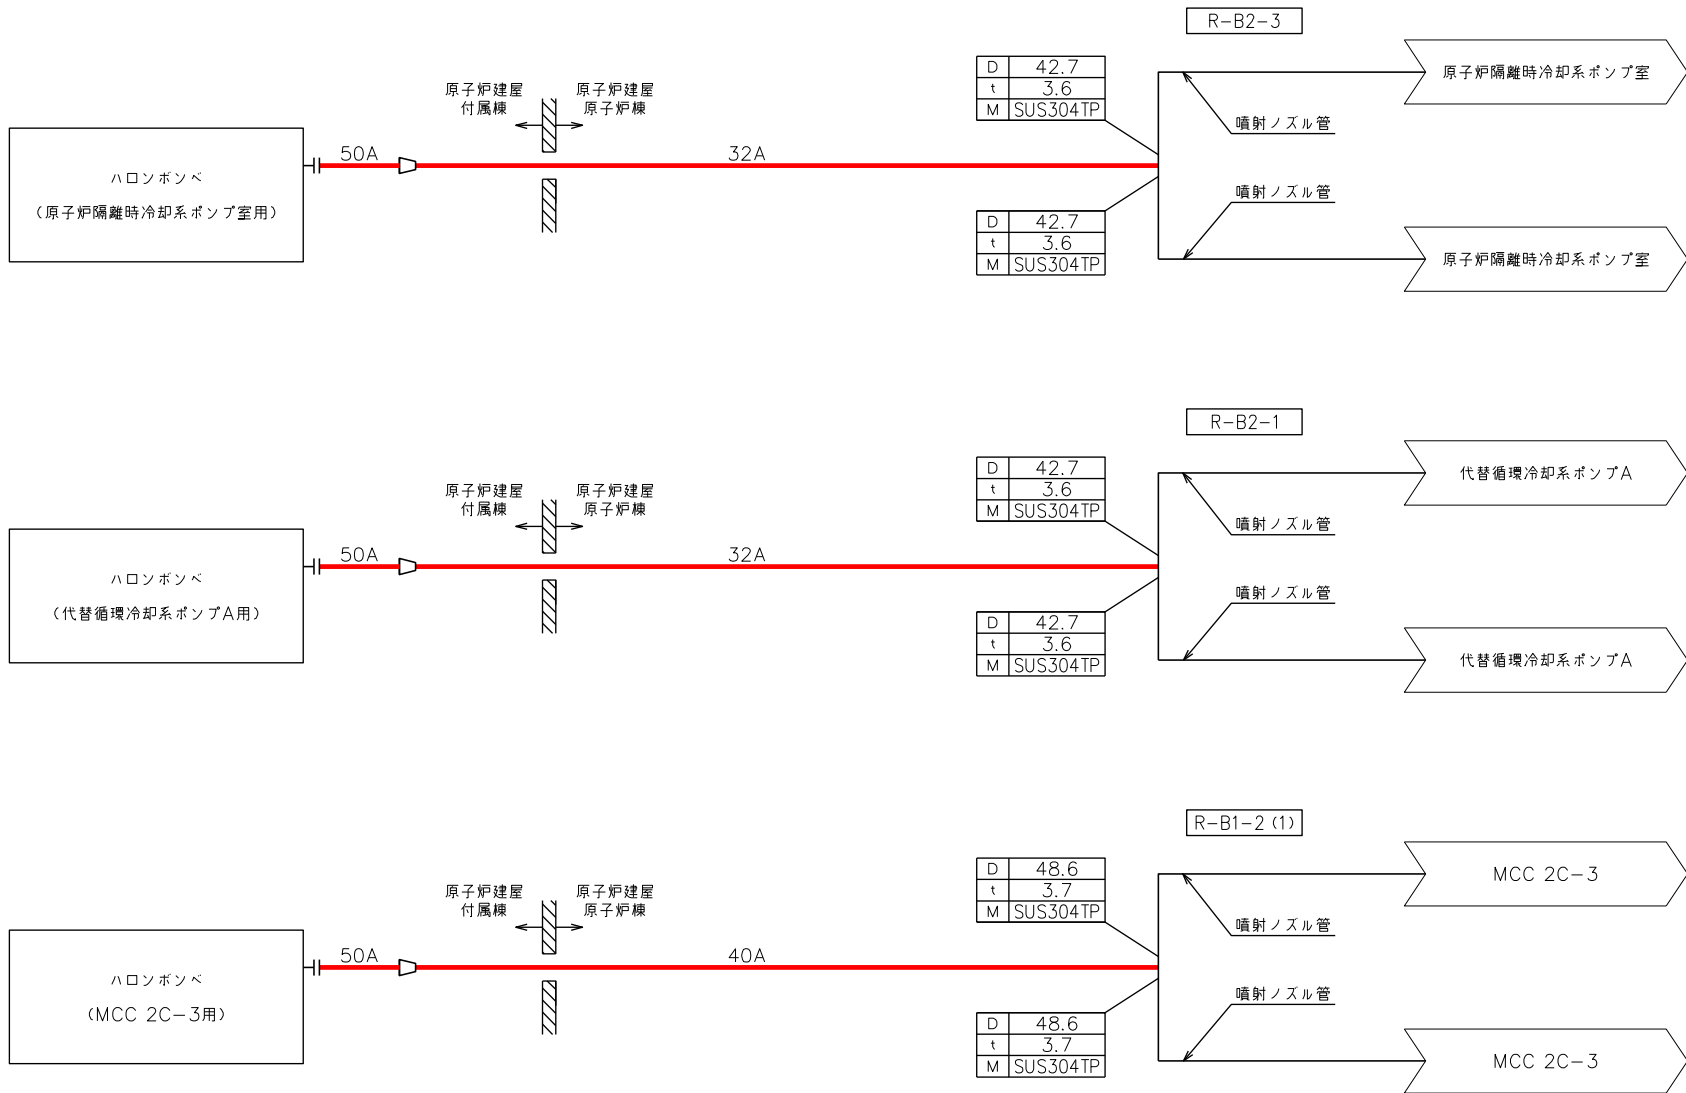 R-B2-3
原子炉建屋
付属棟
原子炉建屋
原子炉棟
D 42.7
t 3.6
M SUS304TP
原子炉隔離時冷却系ポンプ室
噴射ノズル管
ハロンボンベ
(原子炉隔離時冷却系ポンプ室用)
50A
32A
噴射ノズル管
D 42.7
t 3.6
M SUS304TP
原子炉隔離時冷却系ポンプ室
R-B2-1
原子炉建屋
付属棟
原子炉建屋
原子炉棟
D 42.7
t 3.6
M SUS304TP
代替循環冷却系ポンプA
噴射ノズル管
ハロンボンベ
(代替循環冷却系ポンプA用)
50A
32A
噴射ノズル管
D 42.7
t 3.6
M SUS304TP
代替循環冷却系ポンプA
R-B1-2(1)
原子炉建屋
付属棟
原子炉建屋
原子炉棟
D 48.6
t 3.7
M SUS304TP
MCC 2C-3
噴射ノズル管
ハロンボンベ
(MCC 2C-3用)
50A
40A
噴射ノズル管
D 48.6
t 3.7
M SUS304TP
MCC 2C-3